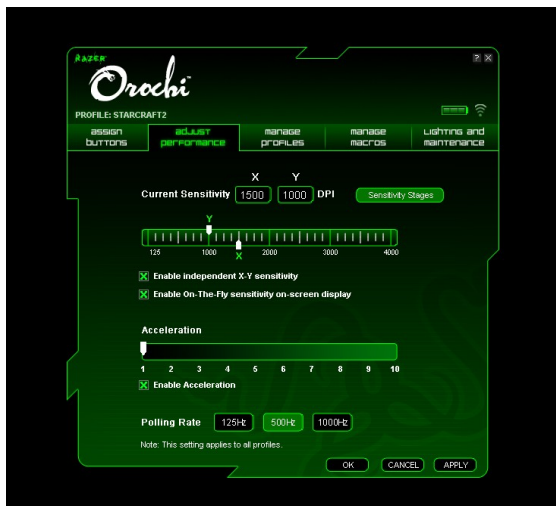 RAZER
Orochi™
PROFILE: STARCRAFT2
? X
assign buttons
adjust performance
manage profiles
manage macros
Lighting and maintenance
X Y
Current Sensitivity 1500 1000 DPI Sensitivity Stages
Y
125 1000 2000 3000 4000
X
Enable independent X-Y sensitivity
Enable On-The-Fly sensitivity on-screen display
Acceleration
1 2 3 4 5 6 7 8 9 10
Enable Acceleration
Polling Rate 125Hz 500Hz 1000Hz
Note: This setting applies to all profiles.
OK CANCEL APPLY